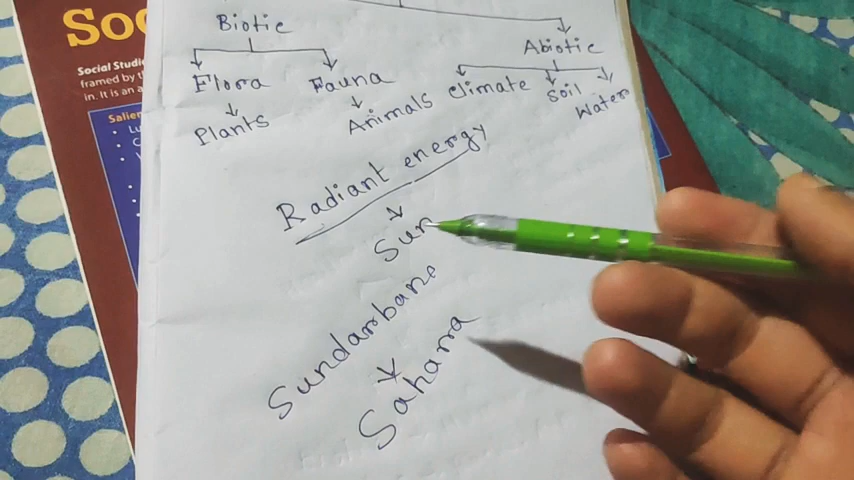 Soc
Social Studie
framed by t
in. It is an a
Salien
Lu
C
Biotic
Abiotic
Flora Fauna
Climate Soil Water
Plants Animals
Radiant energy
Sun
Sundarbans
Sahara